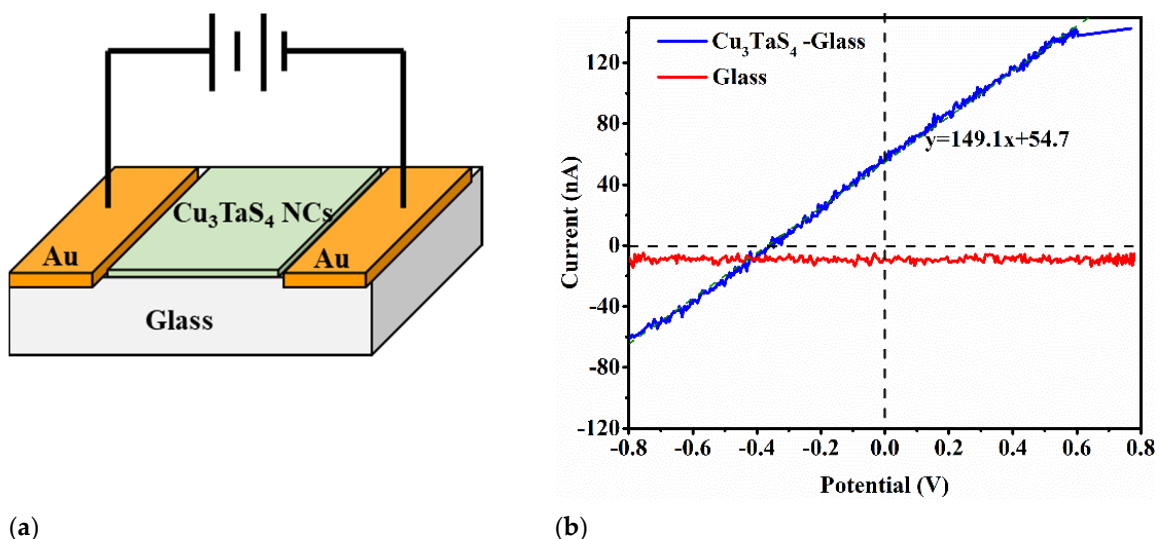 Cu₃TaS₄ NCs
Au
Au
Glass
(a)
Cu₃TaS₄ -Glass
Glass
y=149.1x+54.7
Current (nA)
120
80
40
0
-40
-80
-120
-0.8 -0.6 -0.4 -0.2 0.0 0.2 0.4 0.6 0.8
Potential (V)
(b)